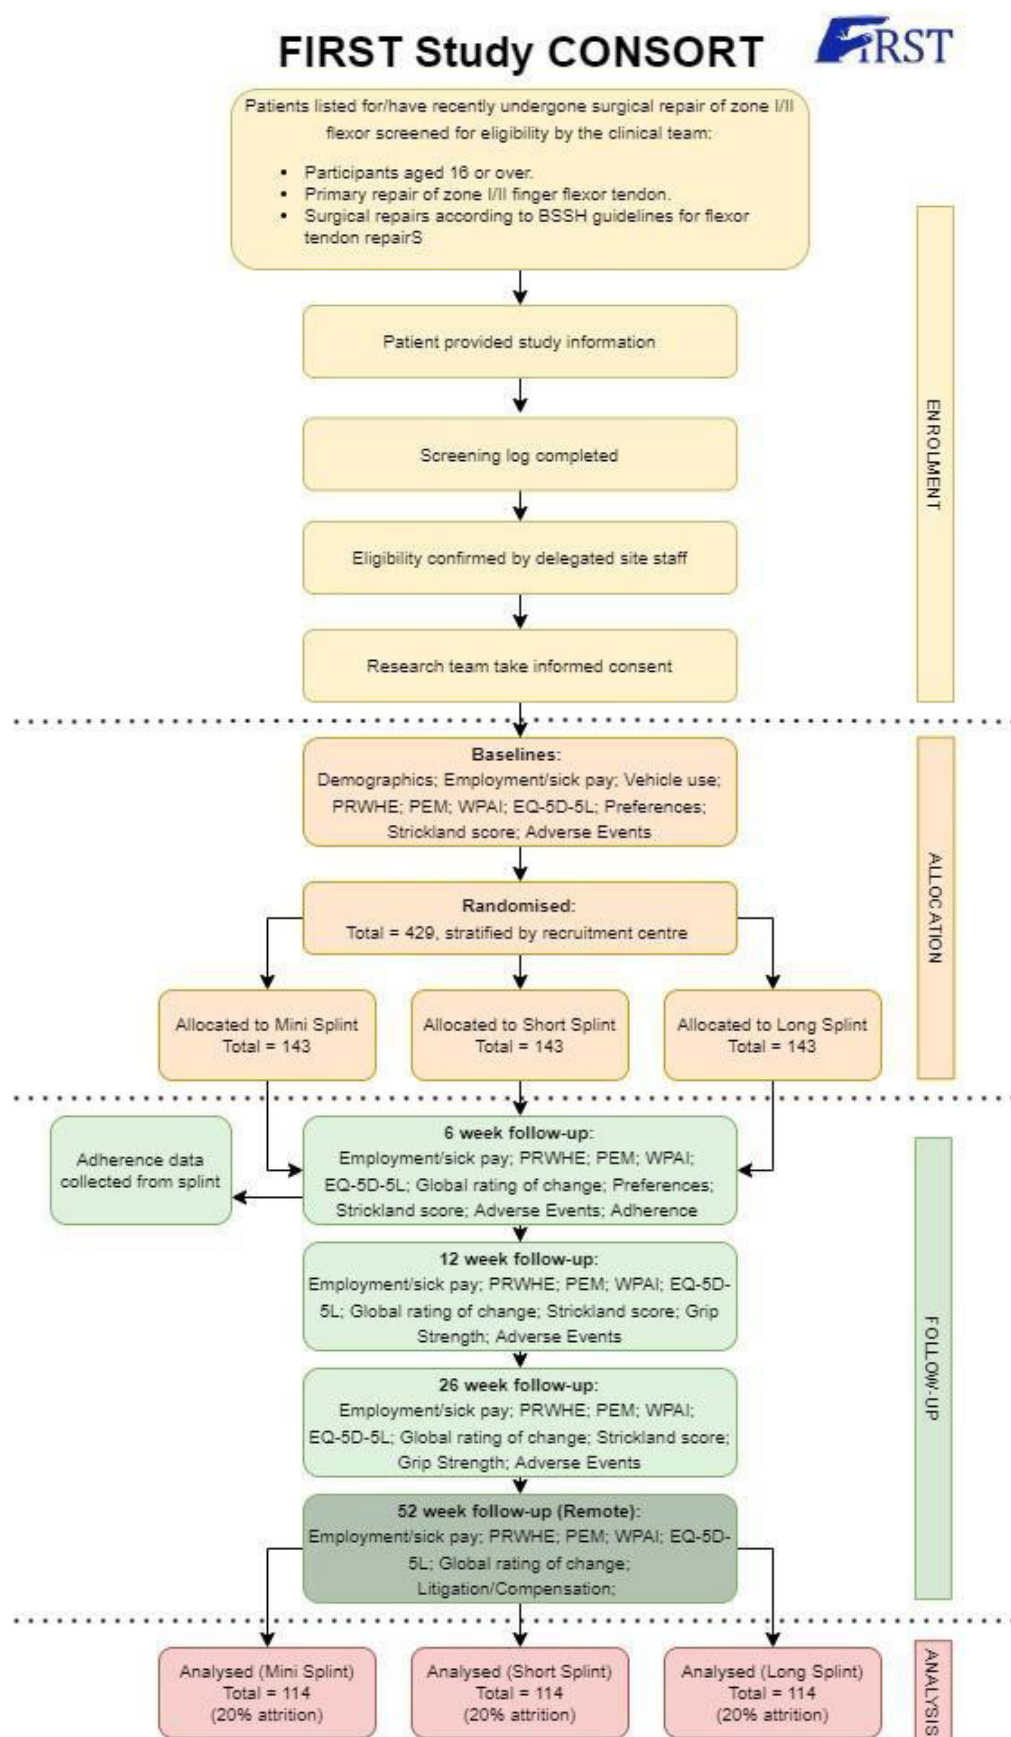 FIRST Study CONSORT
FIRST
Patients listed for/have recently undergone surgical repair of zone I/II
flexor screened for eligibility by the clinical team:
• Participants aged 16 or over.
• Primary repair of zone I/II finger flexor tendon.
• Surgical repairs according to BSSH guidelines for flexor
tendon repairS
Patient provided study information
Screening log completed
Eligibility confirmed by delegated site staff
Research team take informed consent
ENROLMENT
Baselines:
Demographics; Employment/sick pay; Vehicle use;
PRWHE; PEM; WPAI; EQ-5D-5L; Preferences;
Strickland score; Adverse Events
Randomised:
Total = 429, stratified by recruitment centre
Allocated to Mini Splint
Total = 143
Allocated to Short Splint
Total = 143
Allocated to Long Splint
Total = 143
ALLOCATION
Adherence data
collected from splint
6 week follow-up:
Employment/sick pay; PRWHE; PEM; WPAI;
EQ-5D-5L; Global rating of change; Preferences;
Strickland score; Adverse Events; Adherence
12 week follow-up:
Employment/sick pay; PRWHE; PEM; WPAI; EQ-5D-
5L; Global rating of change; Strickland score; Grip
Strength; Adverse Events
26 week follow-up:
Employment/sick pay; PRWHE; PEM; WPAI;
EQ-5D-5L; Global rating of change; Strickland score;
Grip Strength; Adverse Events
52 week follow-up (Remote):
Employment/sick pay; PRWHE; PEM; WPAI; EQ-5D-
5L; Global rating of change;
Litigation/Compensation;
FOLLOW-UP
Analysed (Mini Splint)
Total = 114
(20% attrition)
Analysed (Short Splint)
Total = 114
(20% attrition)
Analysed (Long Splint)
Total = 114
(20% attrition)
ANALYSIS